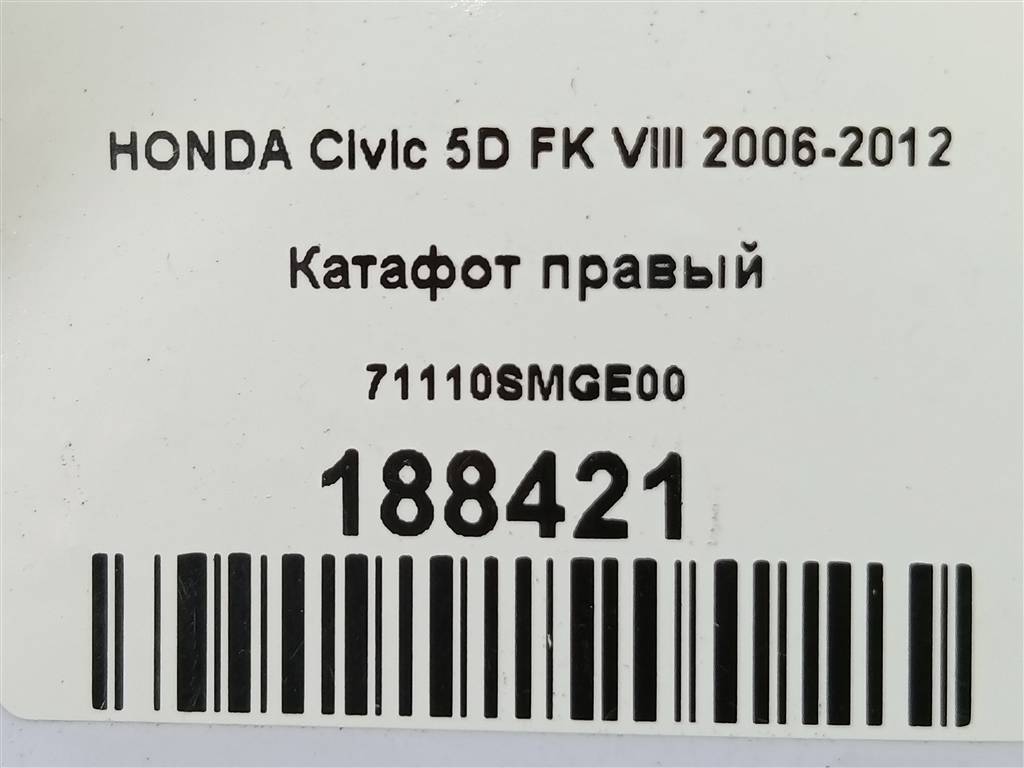 HONDA Civic 5D FK VIII 2006-2012
Катафот правый
71110SMGE00
188421